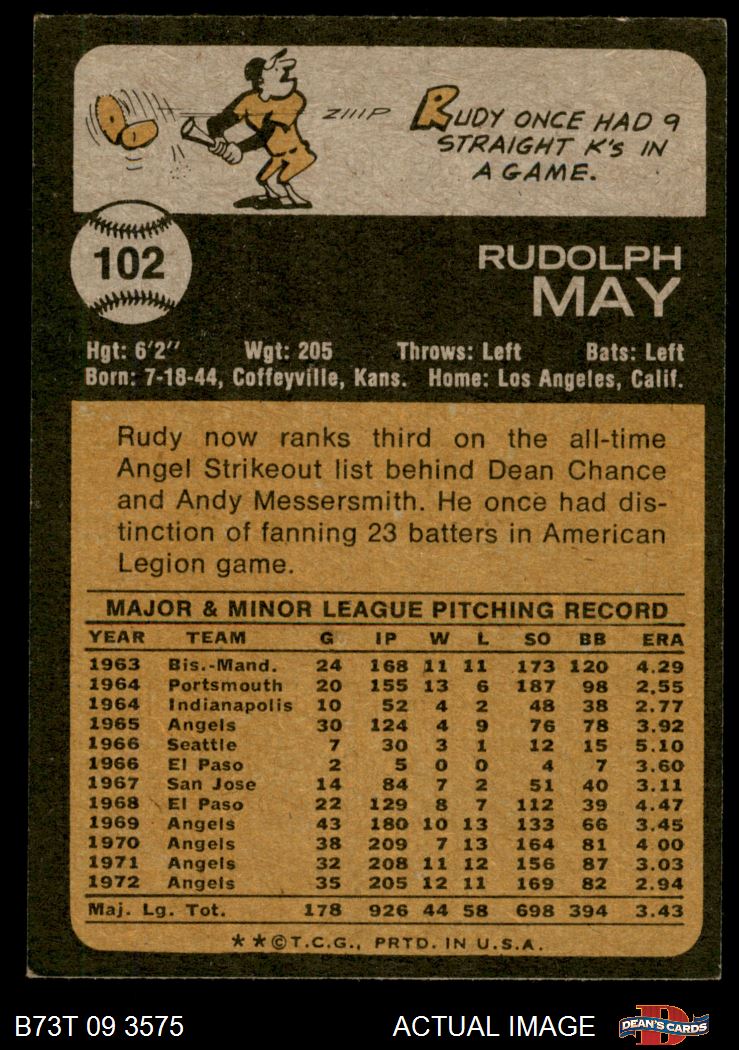 ZIIIP
RUDY ONCE HAD 9
STRAIGHT K's IN
A GAME.
102
RUDOLPH
MAY
Hgt: 6'2" Wgt: 205 Throws: Left Bats: Left
Born: 7-18-44, Coffeyville, Kans. Home: Los Angeles, Calif.
Rudy now ranks third on the all-time
Angel Strikeout list behind Dean Chance
and Andy Messersmith. He once had dis-
tinction of fanning 23 batters in American
Legion game.
MAJOR & MINOR LEAGUE PITCHING RECORD
YEAR TEAM G IP W L SO BB ERA
1963 Bis.-Mand. 24 168 11 11 173 120 4.29
1964 Portsmouth 20 155 13 6 187 98 2.55
1964 Indianapolis 10 52 4 2 48 38 2.77
1965 Angels 30 124 4 9 76 78 3.92
1966 Seattle 7 30 3 1 12 15 5.10
1966 El Paso 2 5 0 0 4 7 3.60
1967 San Jose 14 84 7 2 51 40 3.11
1968 El Paso 22 129 8 7 112 39 4.47
1969 Angels 43 180 10 13 133 66 3.45
1970 Angels 38 209 7 13 164 81 4 00
1971 Angels 32 208 11 12 156 87 3.03
1972 Angels 35 205 12 11 169 82 2.94
Maj. Lg. Tot. 178 926 44 58 698 394 3.43
**©T.C.G., PRTD. IN U.S.A.
B73T 09 3575 ACTUAL IMAGE D DEAN'S CARDS